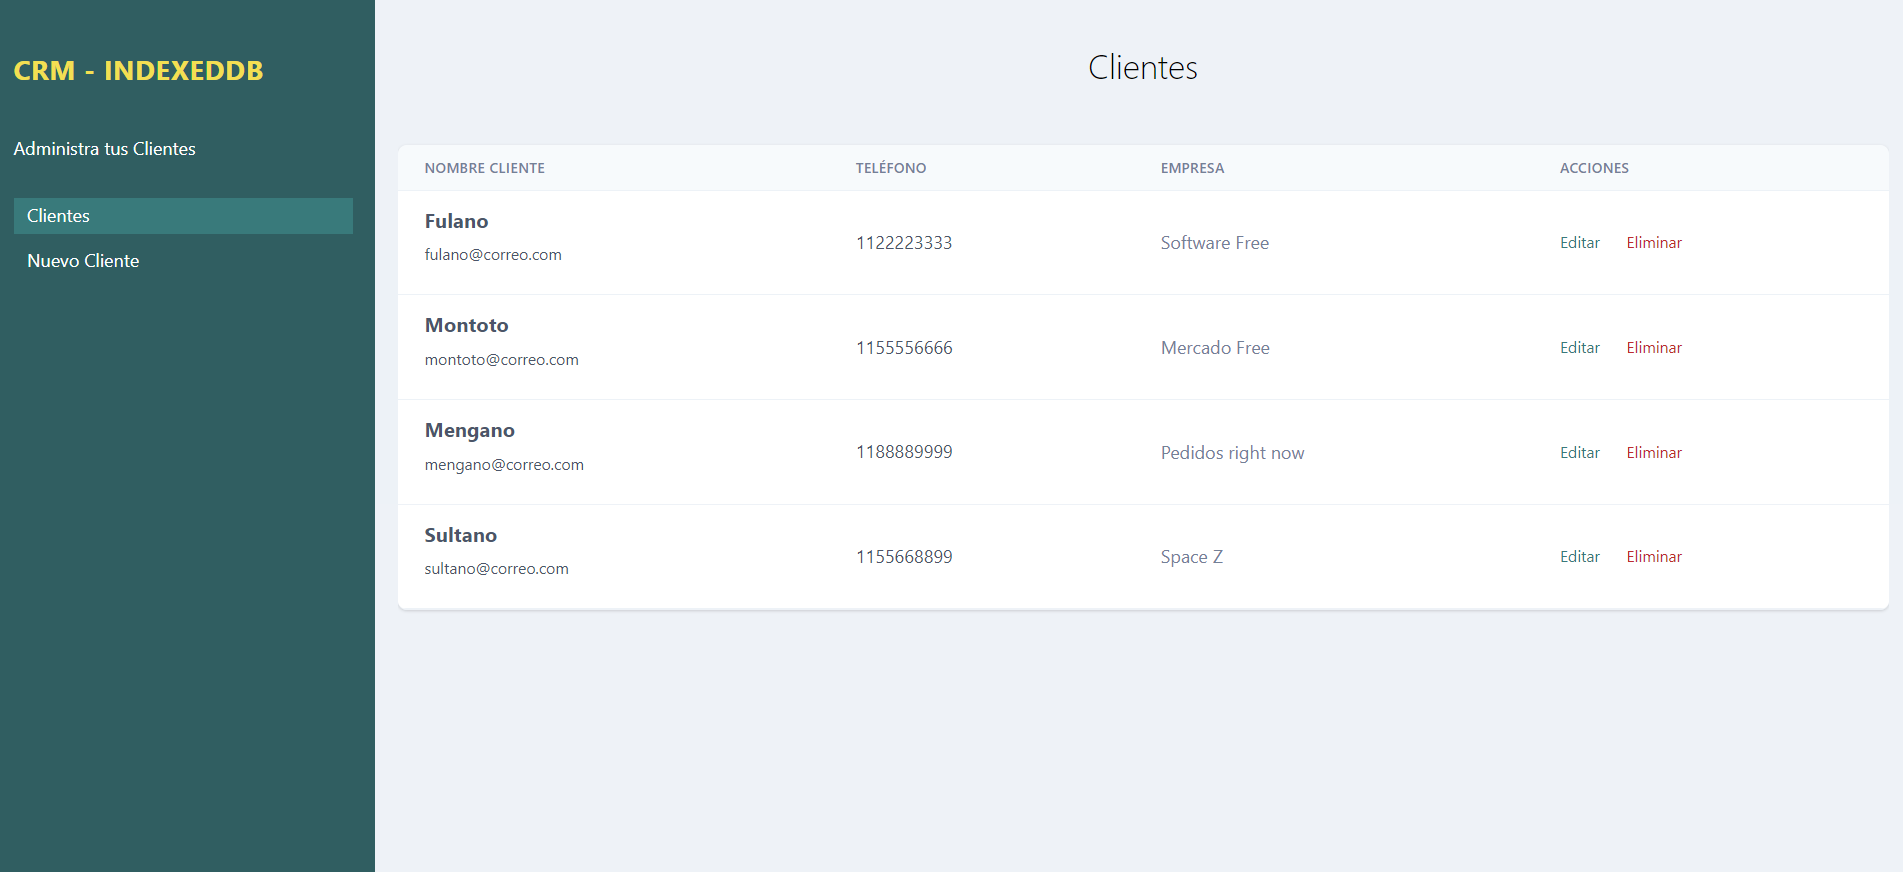 CRM - INDEXEDDB
Administra tus Clientes
Clientes
Nuevo Cliente
Clientes
NOMBRE CLIENTE TELÉFONO EMPRESA ACCIONES
Fulano
fulano@correo.com
1122223333 Software Free Editar Eliminar
Montoto
montoto@correo.com
1155556666 Mercado Free Editar Eliminar
Mengano
mengano@correo.com
1188889999 Pedidos right now Editar Eliminar
Sultano
sultano@correo.com
1155668899 Space Z Editar Eliminar